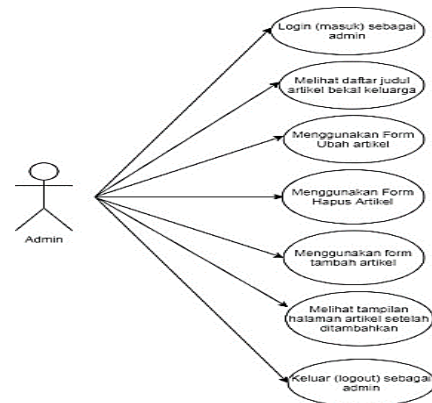 Login (masuk) sebagai
admin
Melihat daftar judul
artikel bekal keluarga
Menggunakan Form
Ubah artikel
Menggunakan Form
Hapus Artikel
Admin
Menggunakan form
tambah artikel
Melihat tampilan
halaman artikel setelah
ditambahkan
Keluar (logout) sebagai
admin